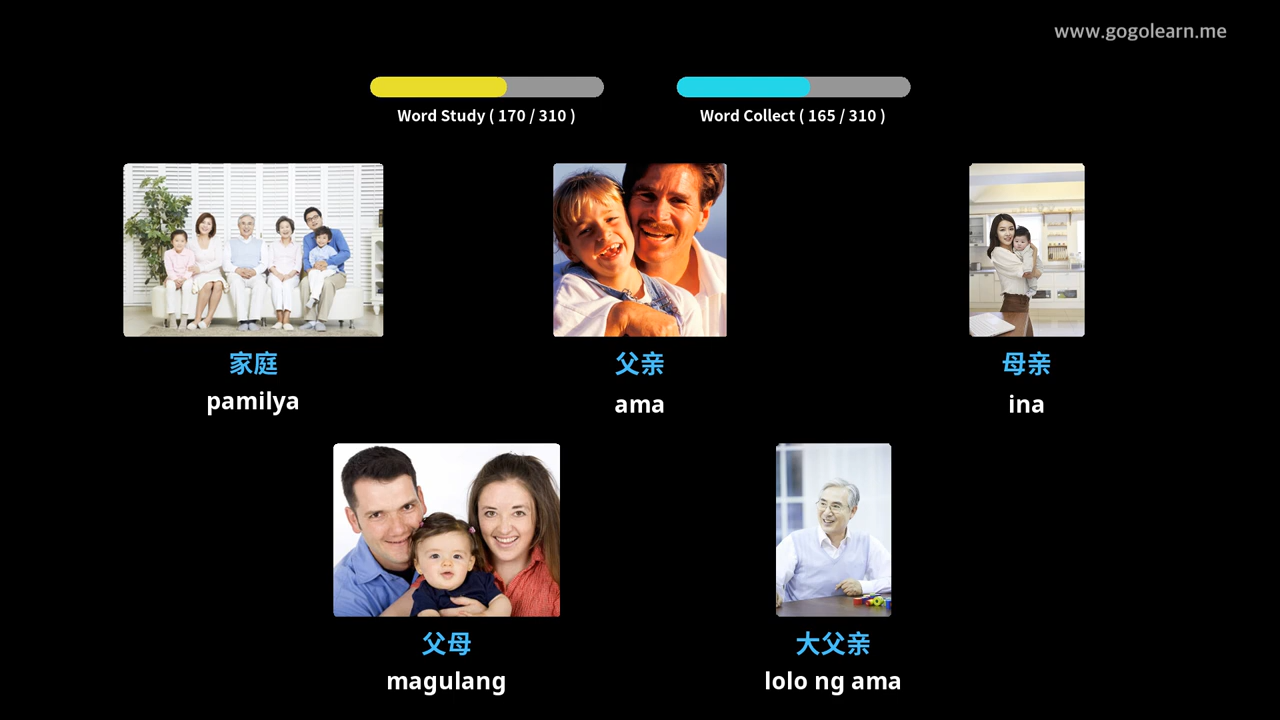 www.gogolearn.me
Word Study ( 170 / 310 )
Word Collect ( 165 / 310 )
家庭
pamilya
父亲
ama
母亲
ina
父母
magulang
大父亲
lolo ng ama